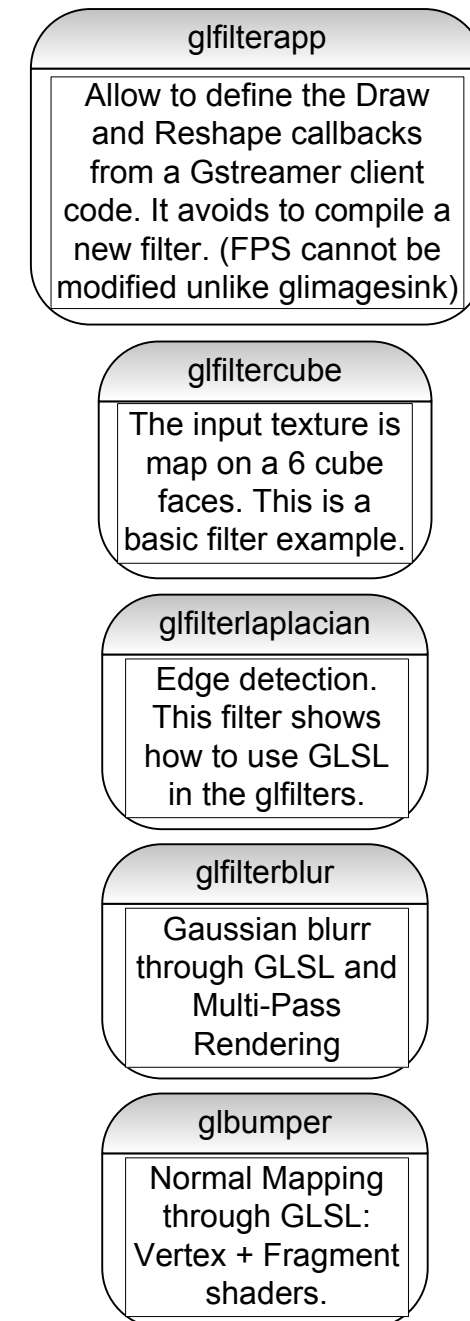 glfilterapp
Allow to define the Draw
and Reshape callbacks
from a Gstreamer client
code. It avoids to compile a
new filter. (FPS cannot be
modified unlike glimagesink)
glfiltercube
The input texture is
map on a 6 cube
faces. This is a
basic filter example.
glfilterlaplacian
Edge detection.
This filter shows
how to use GLSL
in the glfilters.
glfilterblur
Gaussian blurr
through GLSL and
Multi-Pass
Rendering
glbumper
Normal Mapping
through GLSL:
Vertex + Fragment
shaders.